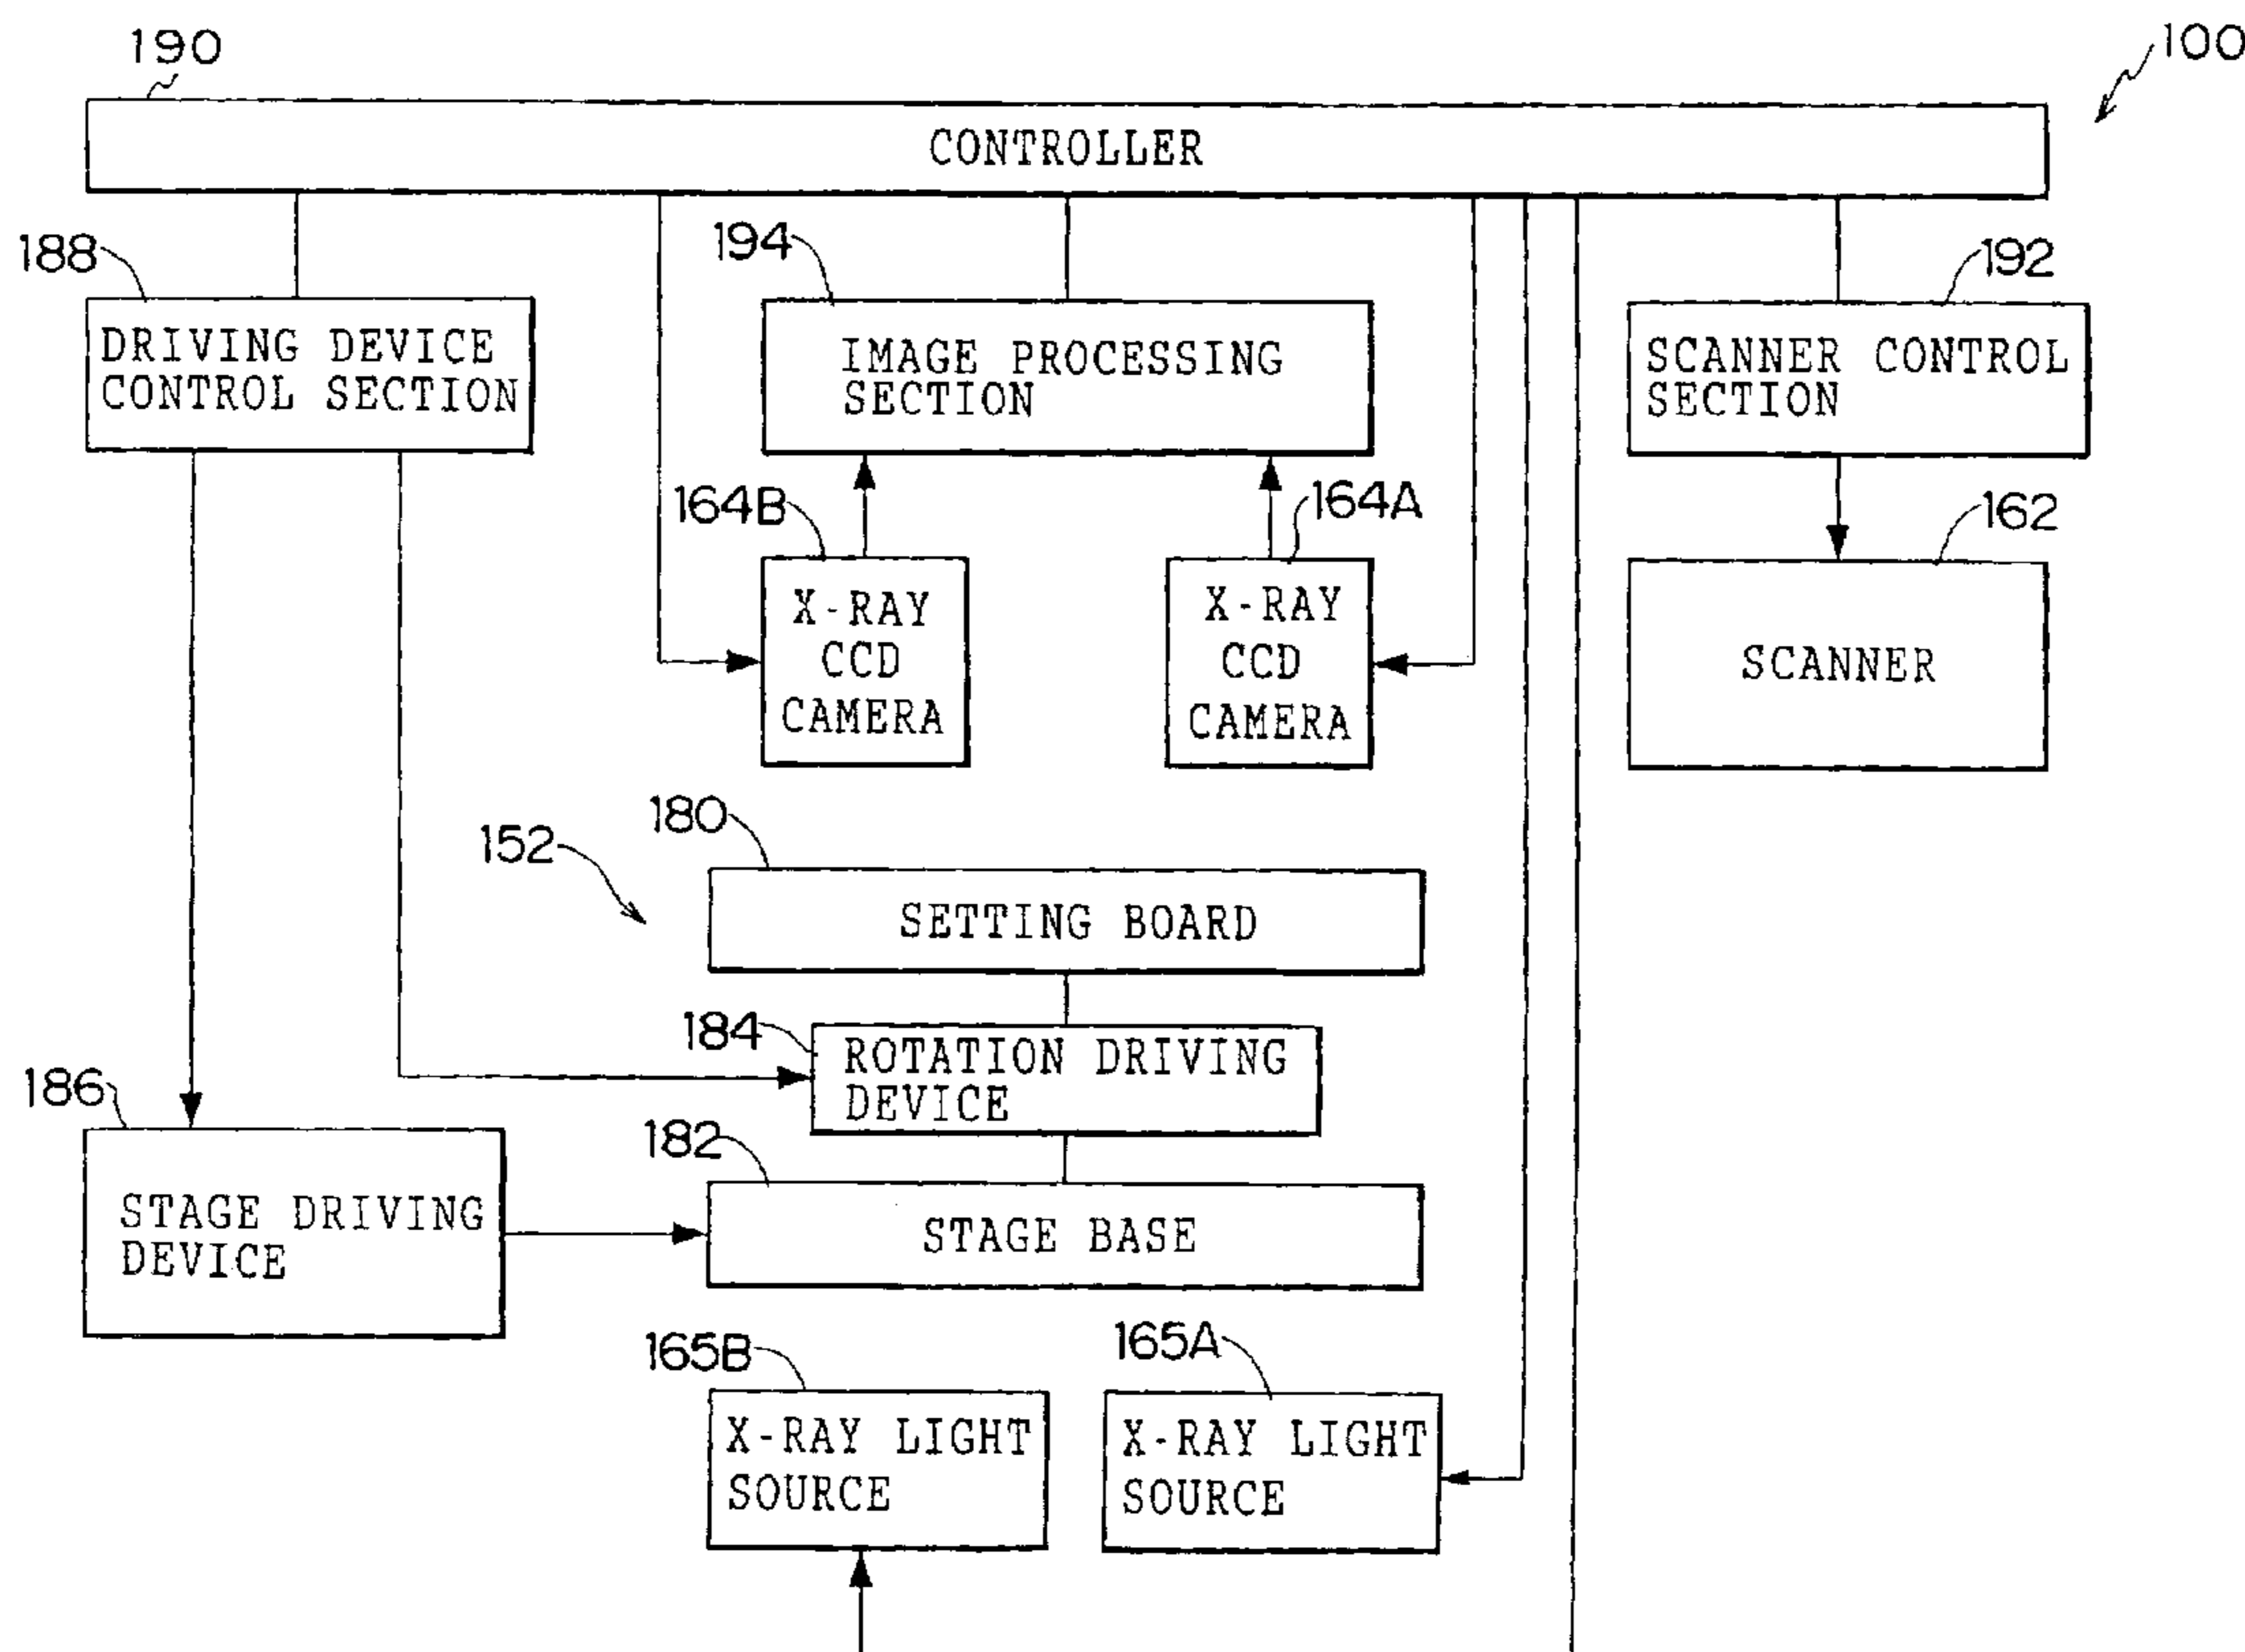 190
100
CONTROLLER
188
194
192
DRIVING DEVICE
CONTROL SECTION
IMAGE PROCESSING
SECTION
SCANNER CONTROL
SECTION
164B
164A
162
X-RAY
CCD
CAMERA
X-RAY
CCD
CAMERA
SCANNER
152
180
SETTING BOARD
184
ROTATION DRIVING
DEVICE
186
182
STAGE DRIVING
DEVICE
STAGE BASE
165B
165A
X-RAY LIGHT
SOURCE
X-RAY LIGHT
SOURCE